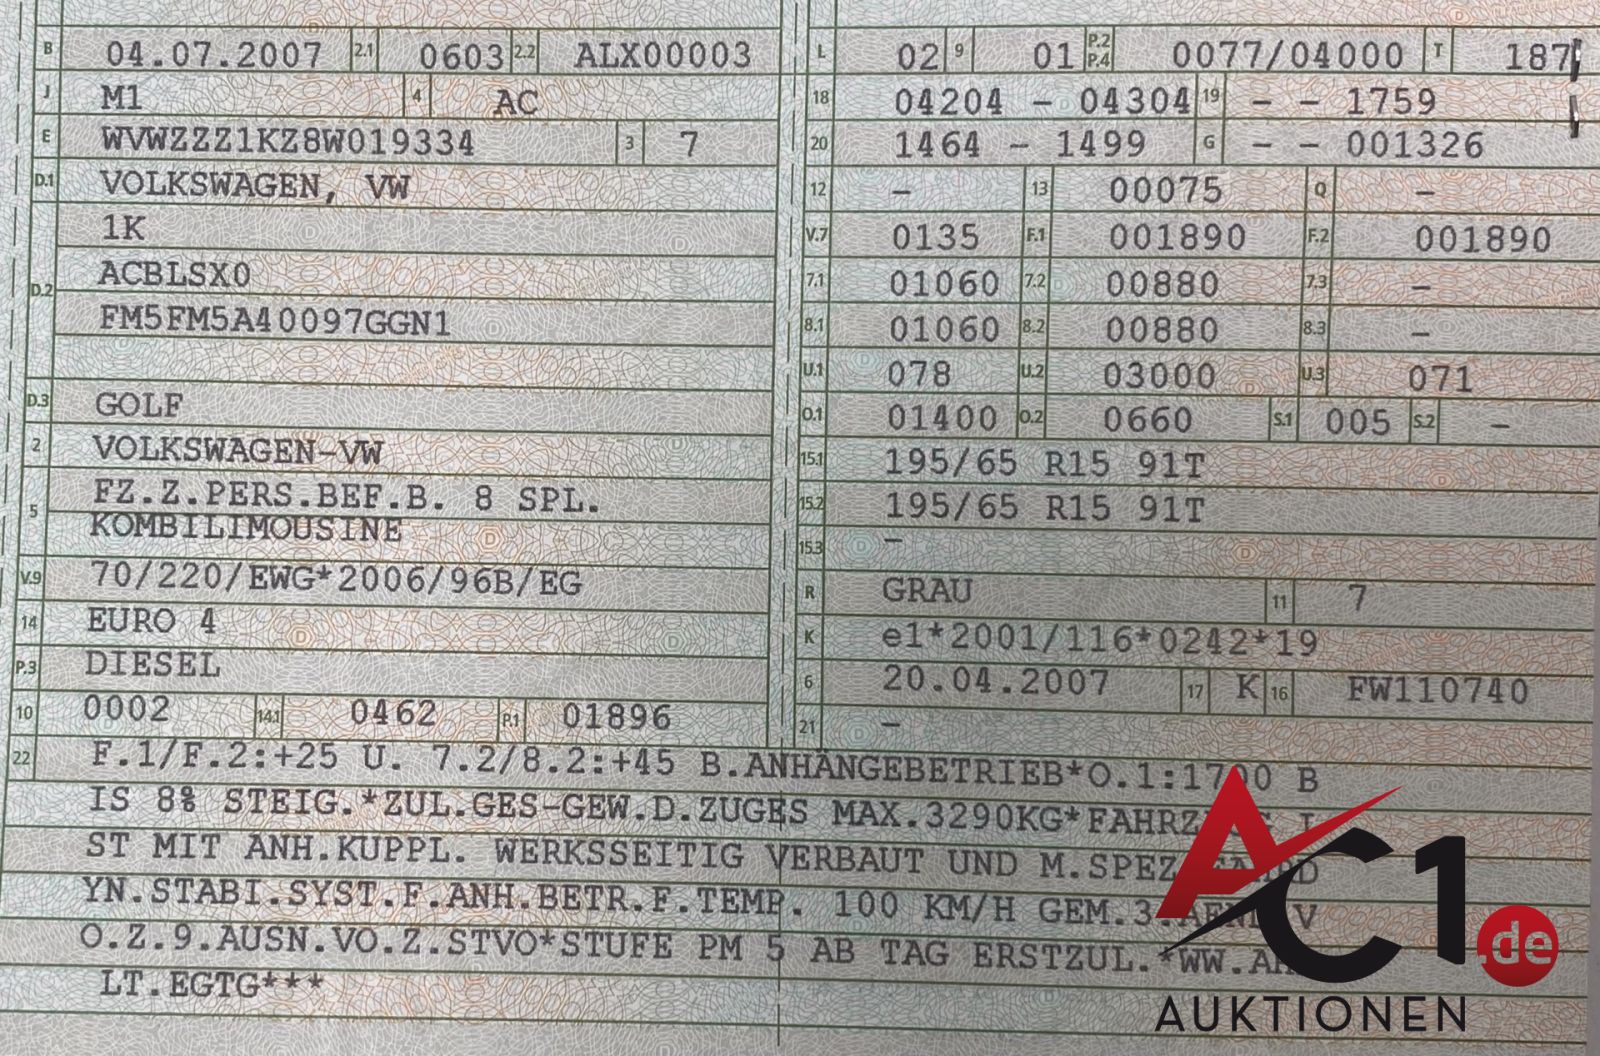 B 04.07.2007 2.1 0603 2.2 ALX00003
J M1 4 AC
E WVWZZZ1KZ8W019334 3 7
D.1 VOLKSWAGEN, VW
1K
D.2 ACBLSX0
FM5FM5A40097GGN1
D.3 GOLF
2 VOLKSWAGEN-VW
5 FZ.Z.PERS.BEF.B. 8 SPL.
KOMBILIMOUSINE
V.9 70/220/EWG*2006/96B/EG
14 EURO 4
P.3 DIESEL
10 0002 14.1 0462 P.1 01896
L 02 9 01 P.2 P.4 0077/04000 T 187
18 04204 - 04304 19 - - 1759
20 1464 - 1499 G - - 001326
12 - 13 00075 Q -
V.7 0135 F.1 001890 F.2 001890
7.1 01060 7.2 00880 7.3 -
8.1 01060 8.2 00880 8.3 -
U.1 078 U.2 03000 U.3 071
O.1 01400 O.2 0660 S.1 005 S.2 -
15.1 195/65 R15 91T
15.2 195/65 R15 91T
15.3 -
R GRAU 11 7
K e1*2001/116*0242*19
6 20.04.2007 17 K 16 FW110740
21 -
22 F.1/F.2:+25 U. 7.2/8.2:+45 B.ANHÄNGEBETRIEB*O.1:1700 B
IS 8% STEIG.*ZUL.GES-GEW.D.ZUGES MAX.3290KG*
ST MIT ANH.KUPPL. WERKSSEITIG VERBAUT UND M.SPEZ
YN.STABI.SYST.F.ANH.BETR.F.TEMP. 100 KM/H GEM.3. V
O.Z.9.AUSN.VO.Z.STVO*STUFE PM 5 AB TAG ERSTZUL.*WW.
LT.EGTG***
AC1.de
AUKTIONEN